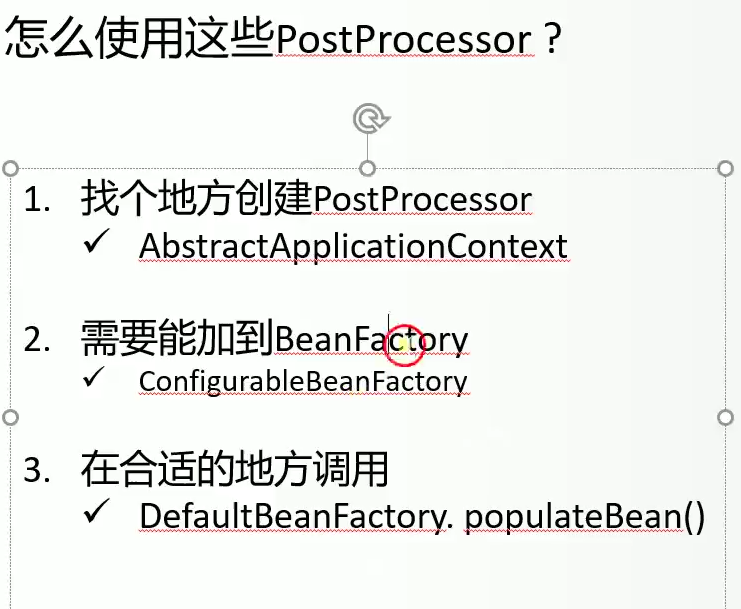 怎么使用这些PostProcessor？
1. 找个地方创建PostProcessor
✓ AbstractApplicationContext
2. 需要能加到BeanFactory
✓ ConfigurableBeanFactory
3. 在合适的地方调用
✓ DefaultBeanFactory. populateBean()